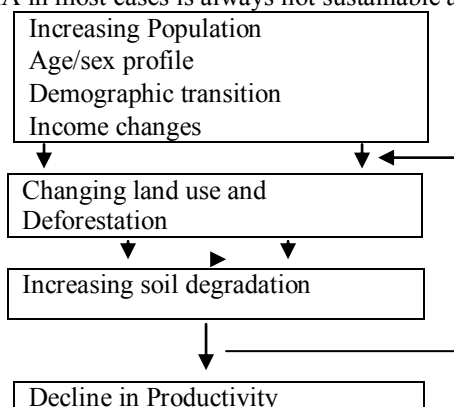 A in most cases is always not sustainable a
Increasing Population
Age/sex profile
Demographic transition
Income changes
Changing land use and
Deforestation
Increasing soil degradation
Decline in Productivity